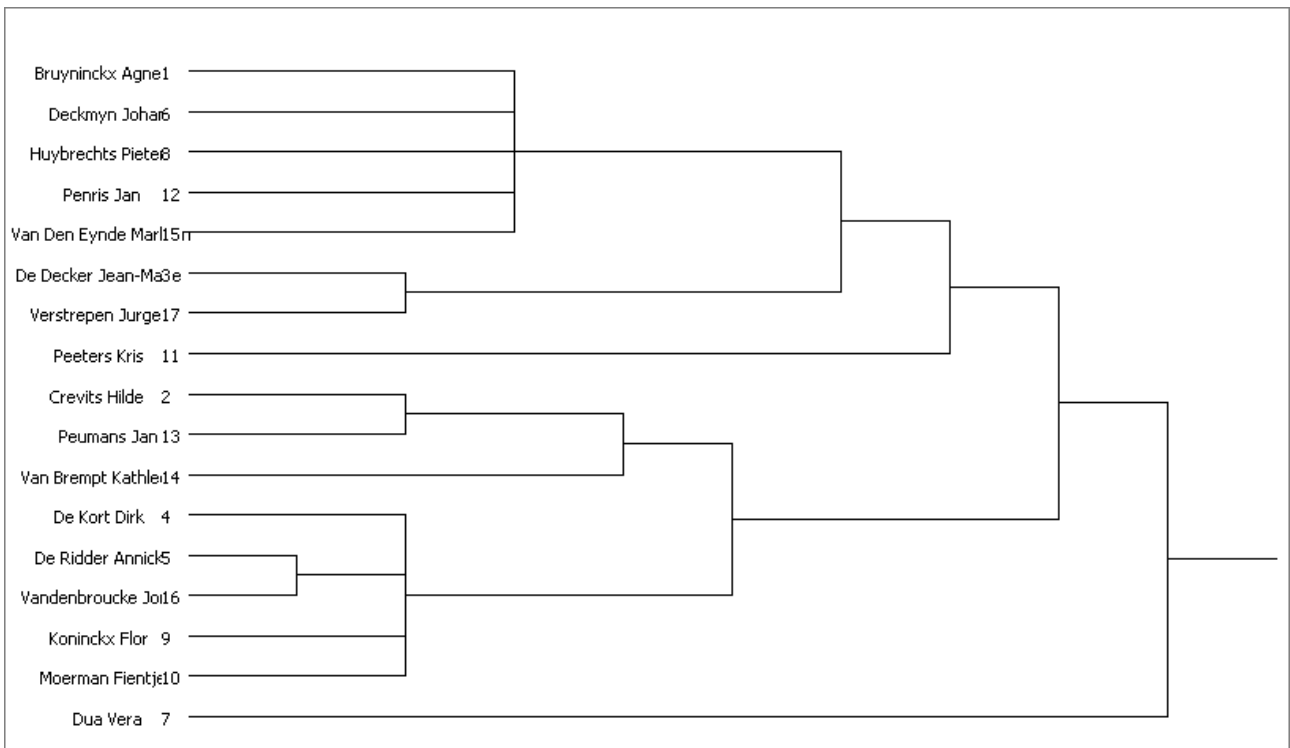 Bruyninckx Agne1
Deckmyn Johan6
Huybrechts Pieter8
Penris Jan 12
Van Den Eynde Marl15n
De Decker Jean-Ma3e
Verstrepen Jurge17
Peeters Kris 11
Crevits Hilde 2
Peumans Jan 13
Van Brempt Kathle14
De Kort Dirk 4
De Ridder Annick5
Vandenbroucke Jo16
Koninckx Flor 9
Moerman Fientje10
Dua Vera 7